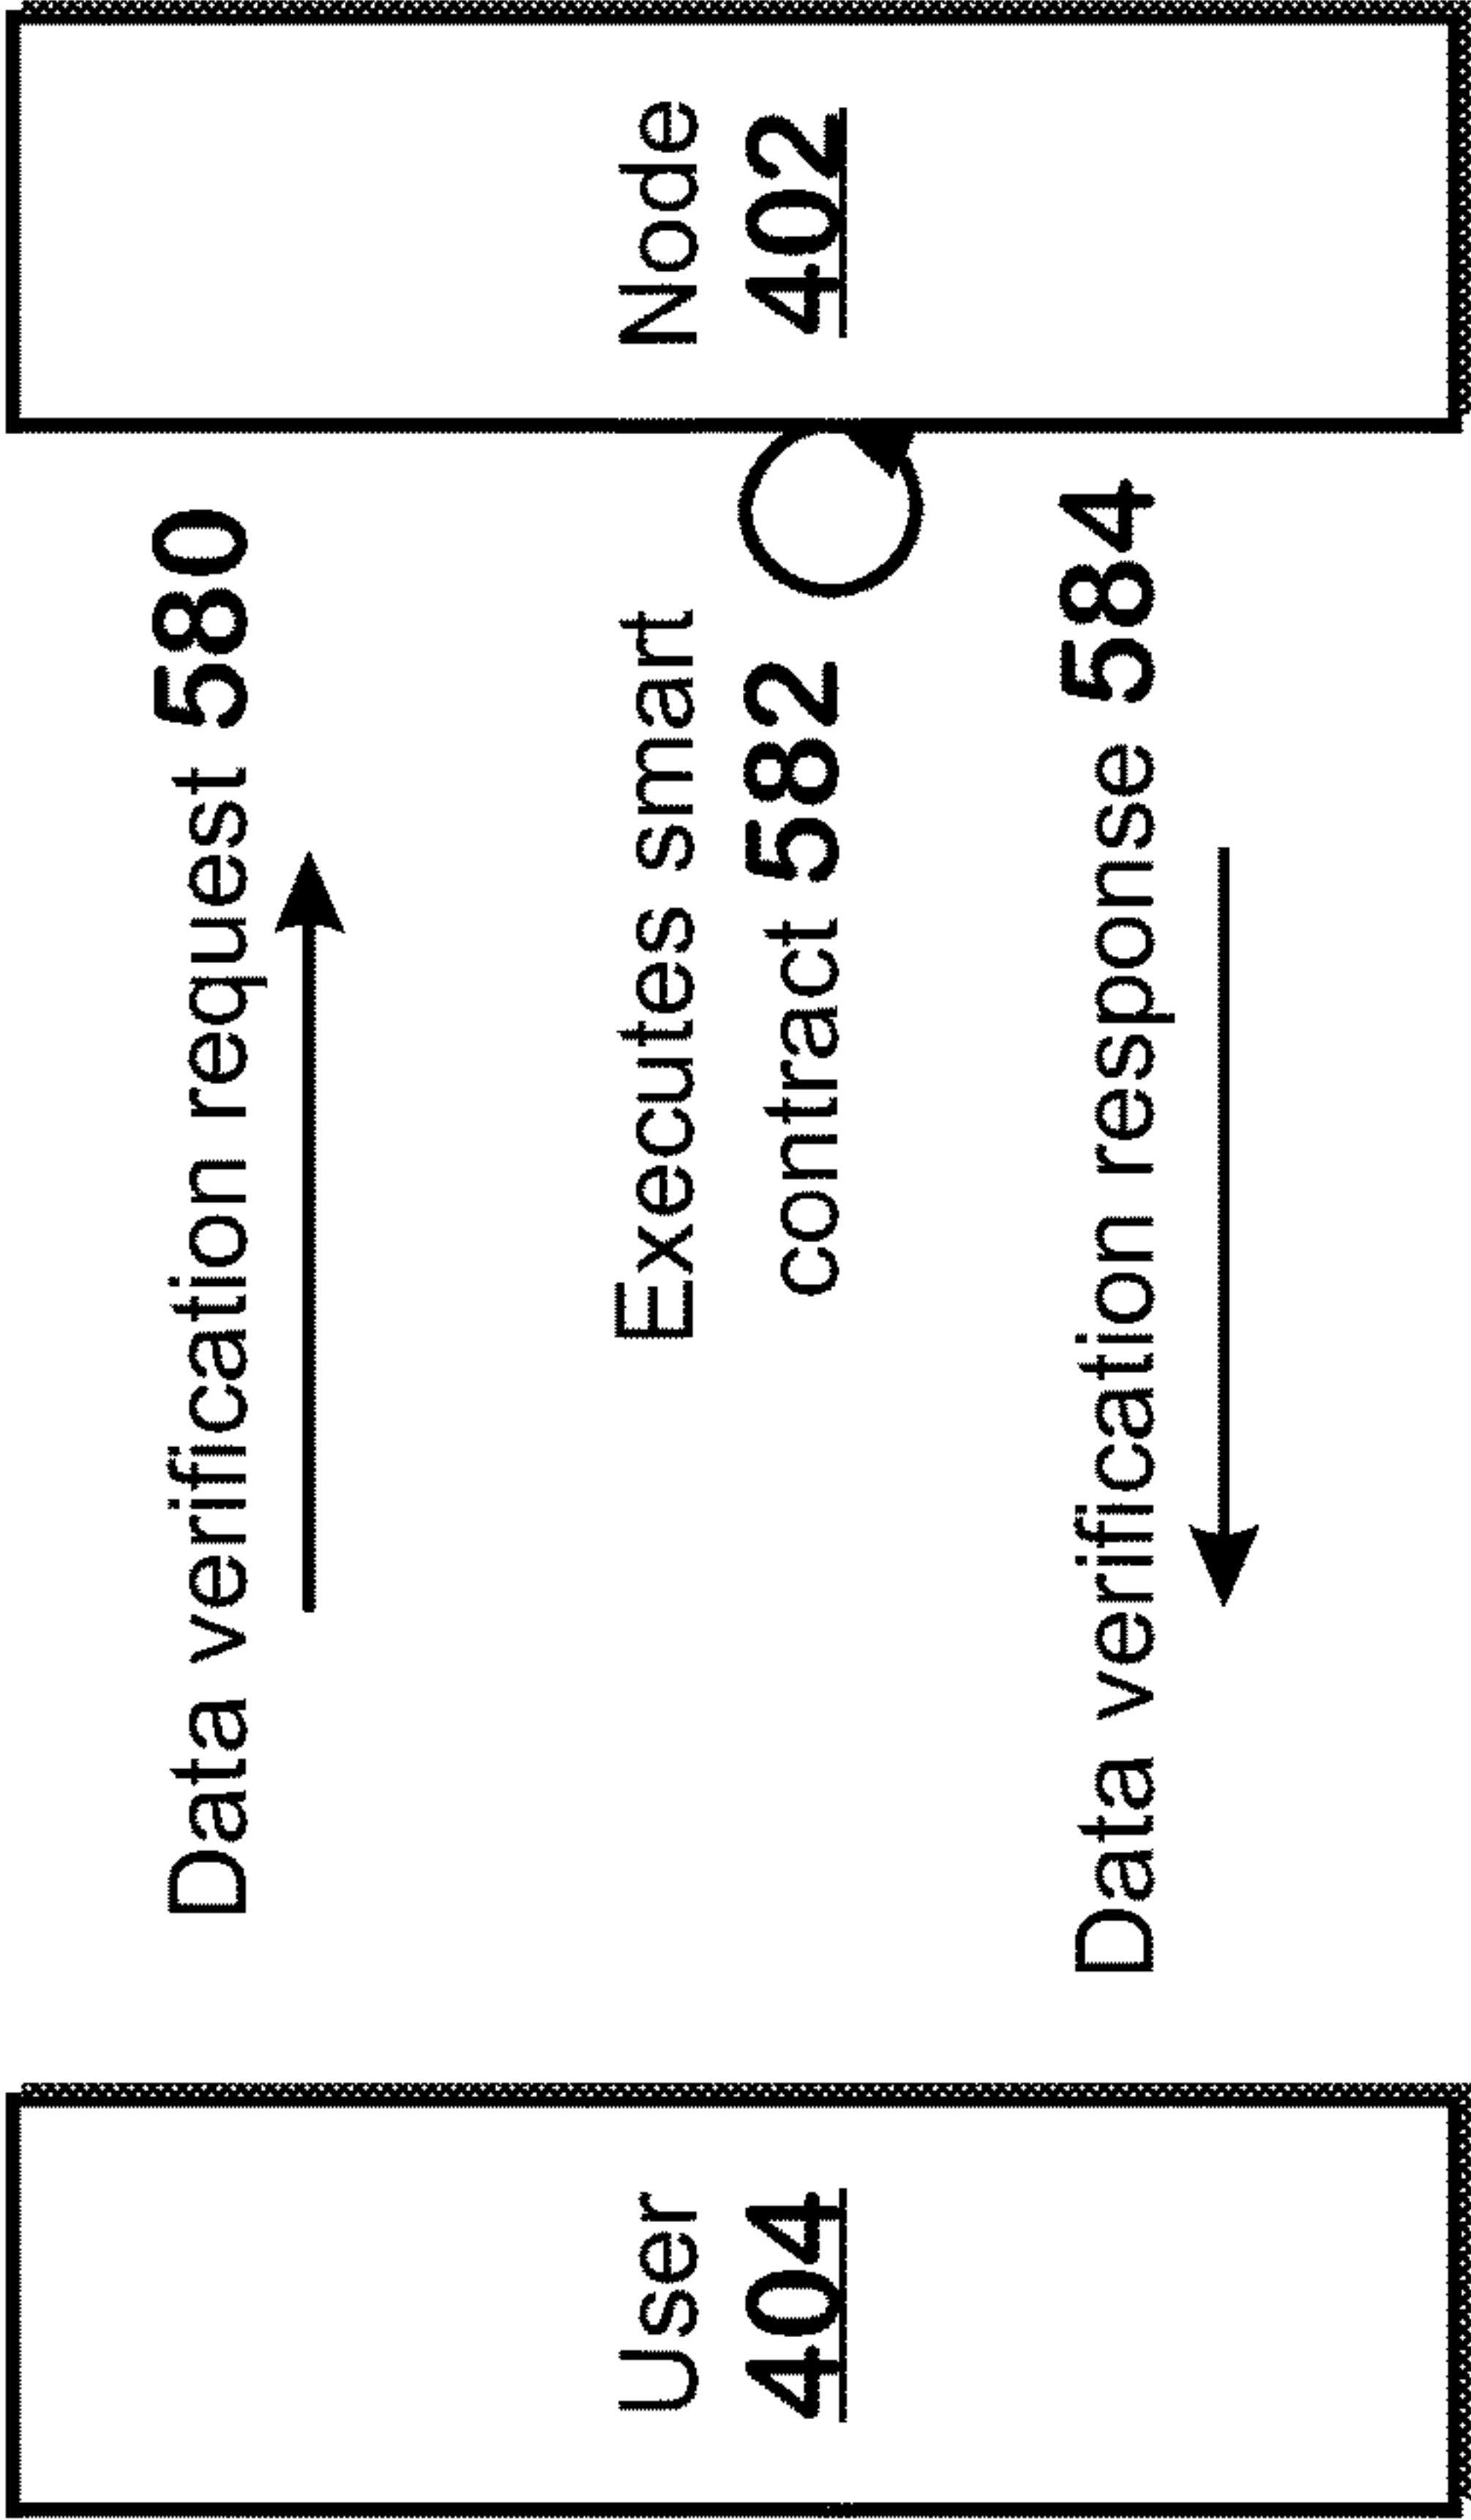 User
404
Data verification request 580
Executes smart
contract 582
Data verification response 584
Node
402